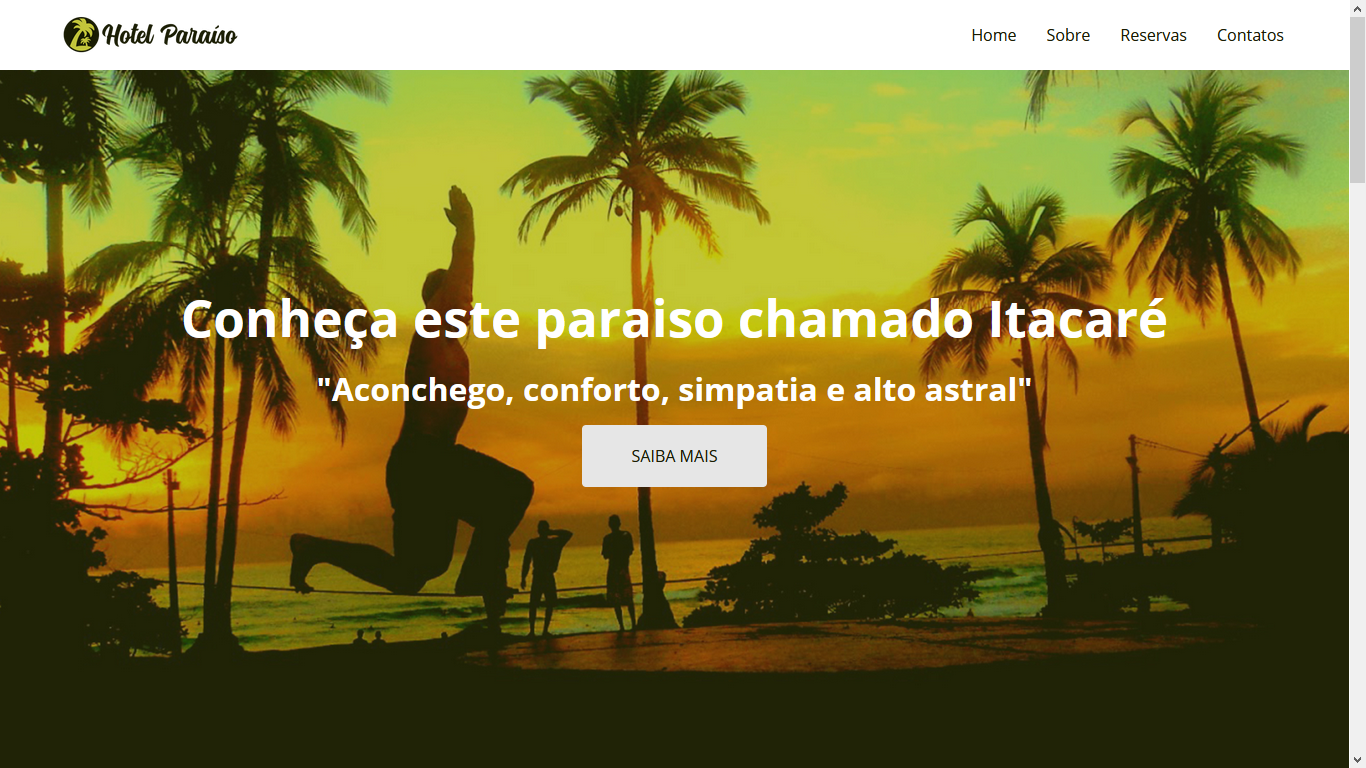 Hotel Paraíso
Home
Sobre
Reservas
Contatos
Conheça este paraiso chamado Itacaré
"Aconchego, conforto, simpatia e alto astral"
SAIBA MAIS